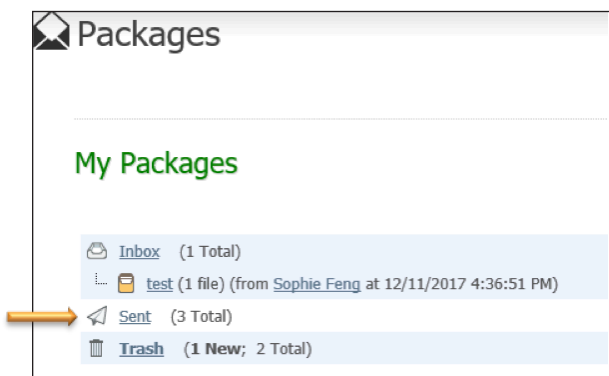 Packages
My Packages
Inbox (1 Total)
test (1 file) (from Sophie Feng at 12/11/2017 4:36:51 PM)
Sent (3 Total)
Trash (1 New; 2 Total)